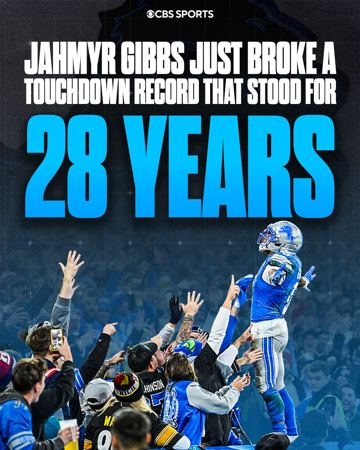 CBS SPORTS
JAHMYR GIBBS JUST BROKE A
TOUCHDOWN RECORD THAT STOOD FOR
28 YEARS